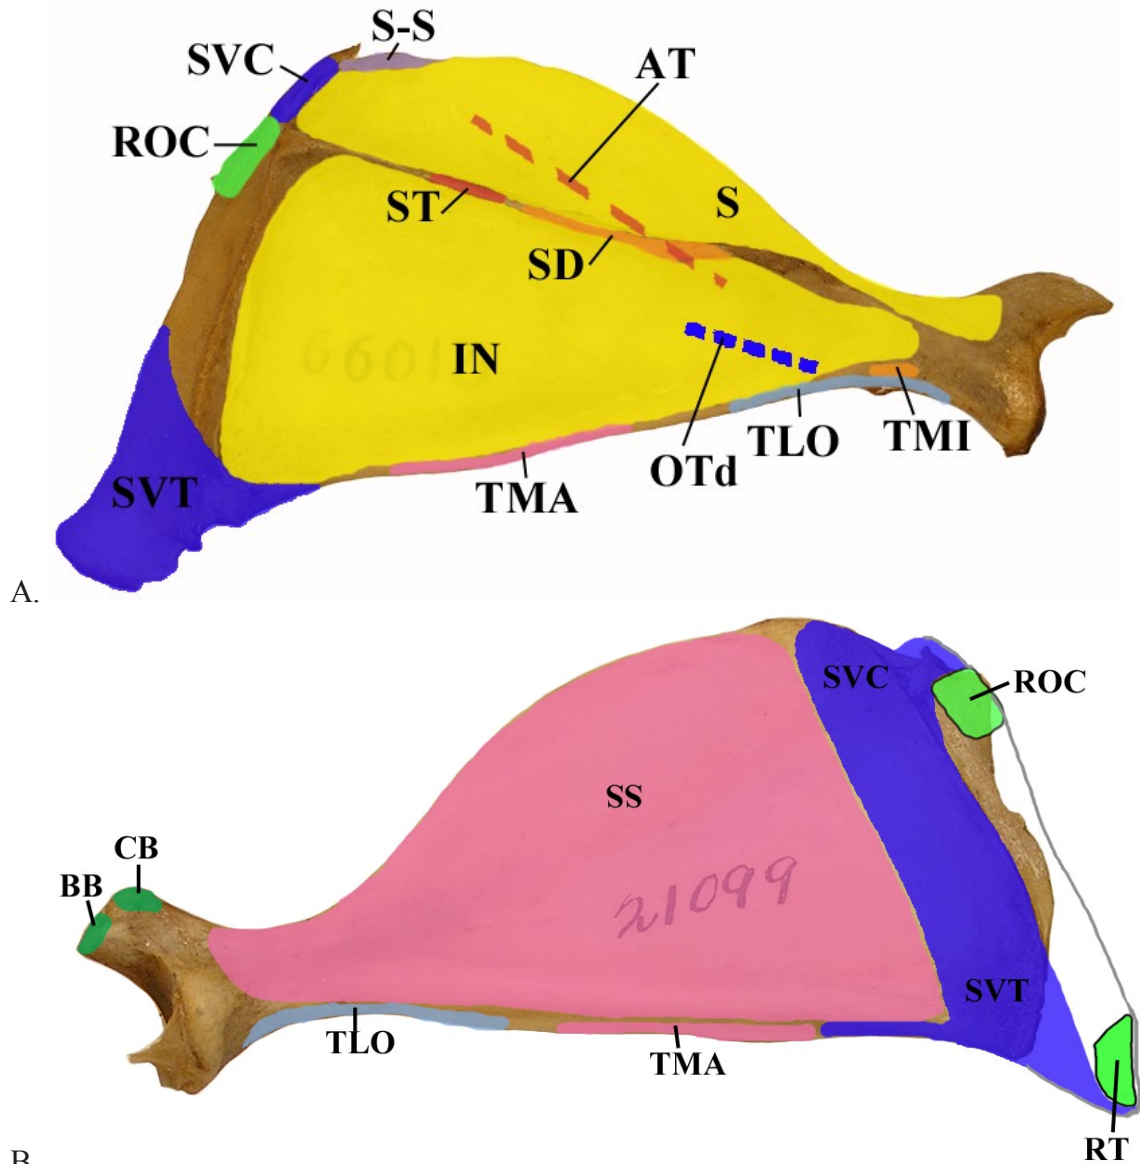 S-S
SVC
AT
ROC
ST
S
SD
IN
TMI
TLO
OTd
SVT
TMA
A.
SVC
ROC
SS
CB
BB
21099
SVT
TLO
TMA
RT
B.